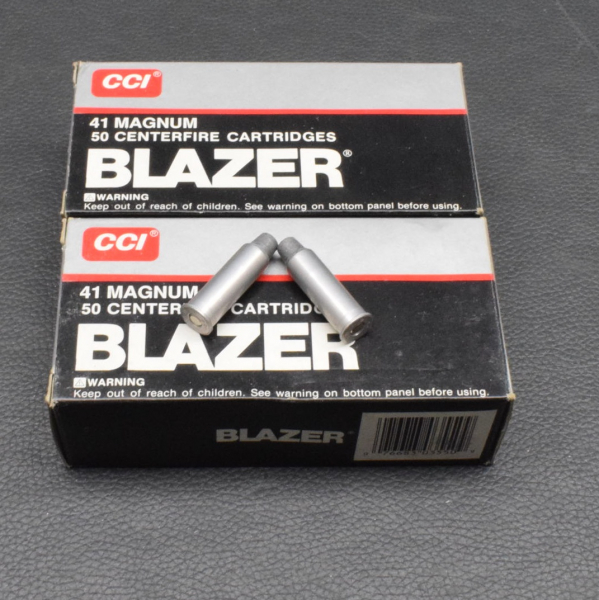 CCI®
41 MAGNUM
50 CENTERFIRE CARTRIDGES
BLAZER®
WARNING
Keep out of reach of children. See warning on bottom panel before using.
CCI®
41 MAGNUM
50 CENTERFIRE CARTRIDGES
BLAZER
WARNING
Keep out of reach of children. See warning on bottom panel before using.
BLAZER